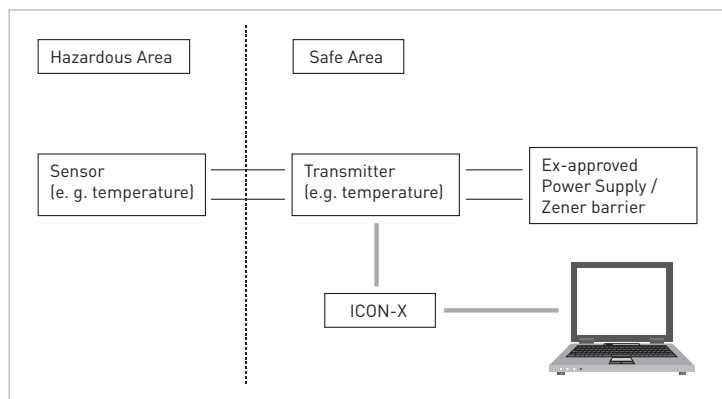 Hazardous Area
Safe Area
Sensor
(e. g. temperature)
Transmitter
(e.g. temperature)
Ex-approved
Power Supply /
Zener barrier
ICON-X